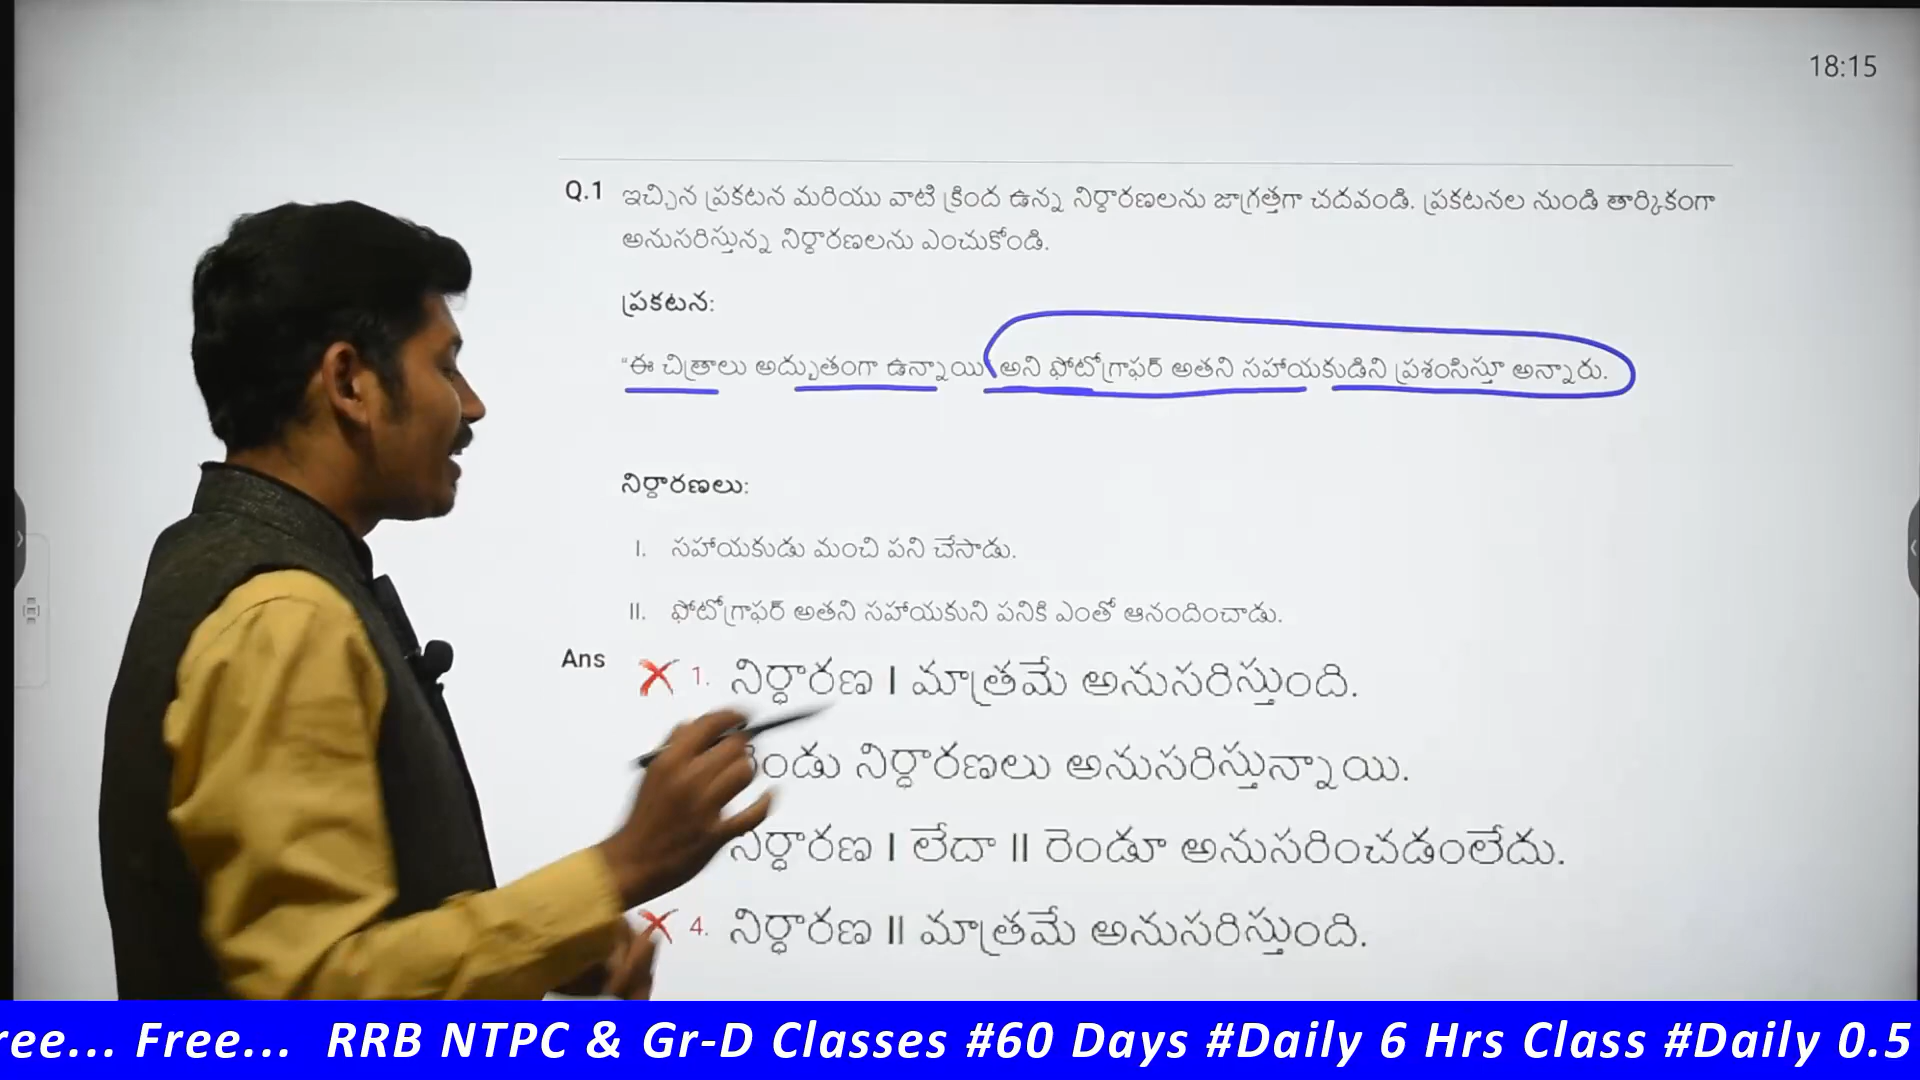 18:15
Q.1 ఇచ్చిన ప్రకటన మరియు వాటి క్రింద ఉన్న నిర్ధారణలను జాగ్రత్తగా చదవండి. ప్రకటనల నుండి తార్కికంగా
అనుసరిస్తున్న నిర్ధారణలను ఎంచుకోండి.
ప్రకటన:
“ఈ చిత్రాలు అద్భుతంగా ఉన్నాయి అని ఫోటోగ్రాఫర్ అతని సహాయకుడిని ప్రశంసిస్తూ అన్నారు.
నిర్ధారణలు:
I. సహాయకుడు మంచి పని చేసాడు.
II. ఫోటోగ్రాఫర్ అతని సహాయకుని పనికి ఎంతో ఆనందించాడు.
Ans 1. నిర్ధారణ I మాత్రమే అనుసరిస్తుంది.
నిర్ధారణలు అనుసరిస్తున్నాయి.
నిర్ధారణ I లేదా II రెండూ అనుసరించడంలేదు.
4. నిర్ధారణ II మాత్రమే అనుసరిస్తుంది.
Free... RRB NTPC & Gr-D Classes #60 Days #Daily 6 Hrs Class #Daily 0.5